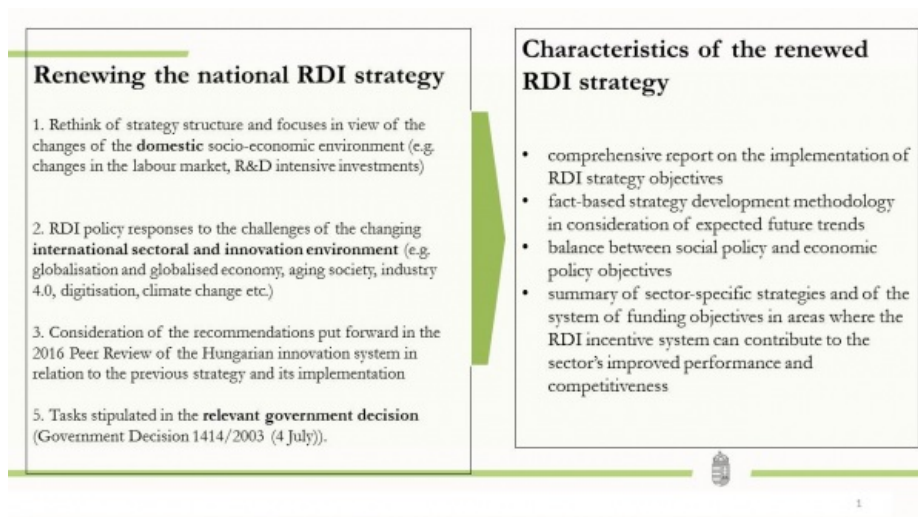 Renewing the national RDI strategy
1. Rethink of strategy structure and focuses in view of the
changes of the domestic socio-economic environment (e.g.
changes in the labour market, R&D intensive investments)
2. RDI policy responses to the challenges of the changing
international sectoral and innovation environment (e.g.
globalisation and globalised economy, aging society, industry
4.0, digitisation, climate change etc.)
3. Consideration of the recommendations put forward in the
2016 Peer Review of the Hungarian innovation system in
relation to the previous strategy and its implementation
5. Tasks stipulated in the relevant government decision
(Government Decision 1414/2003 (4 July)).
Characteristics of the renewed
RDI strategy
• comprehensive report on the implementation of
RDI strategy objectives
• fact-based strategy development methodology
in consideration of expected future trends
• balance between social policy and economic
policy objectives
• summary of sector-specific strategies and of the
system of funding objectives in areas where the
RDI incentive system can contribute to the
sector's improved performance and
competitiveness
1